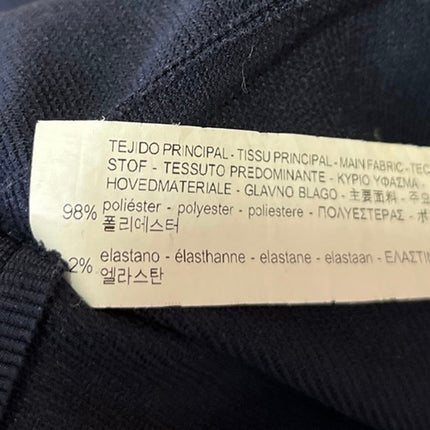 TEJIDO PRINCIPAL - TISSU PRINCIPAL - MAIN FABRIC - TEC
STOF - TESSUTO PREDOMINANTE - ΚΥΡΙΟ ΥΦΑΣΜΑ -
HOVEDMATERIALE - GLAVNO BLAGO - 主要面料 - 주요
98% poliéster - polyester - poliestere - ΠΟΛΥΕΣΤΕΡΑΣ - ポ
폴리에스터
2% elastano - élasthanne - elastane - elastaan - ΕΛΑΣΤΙ
엘라스탄